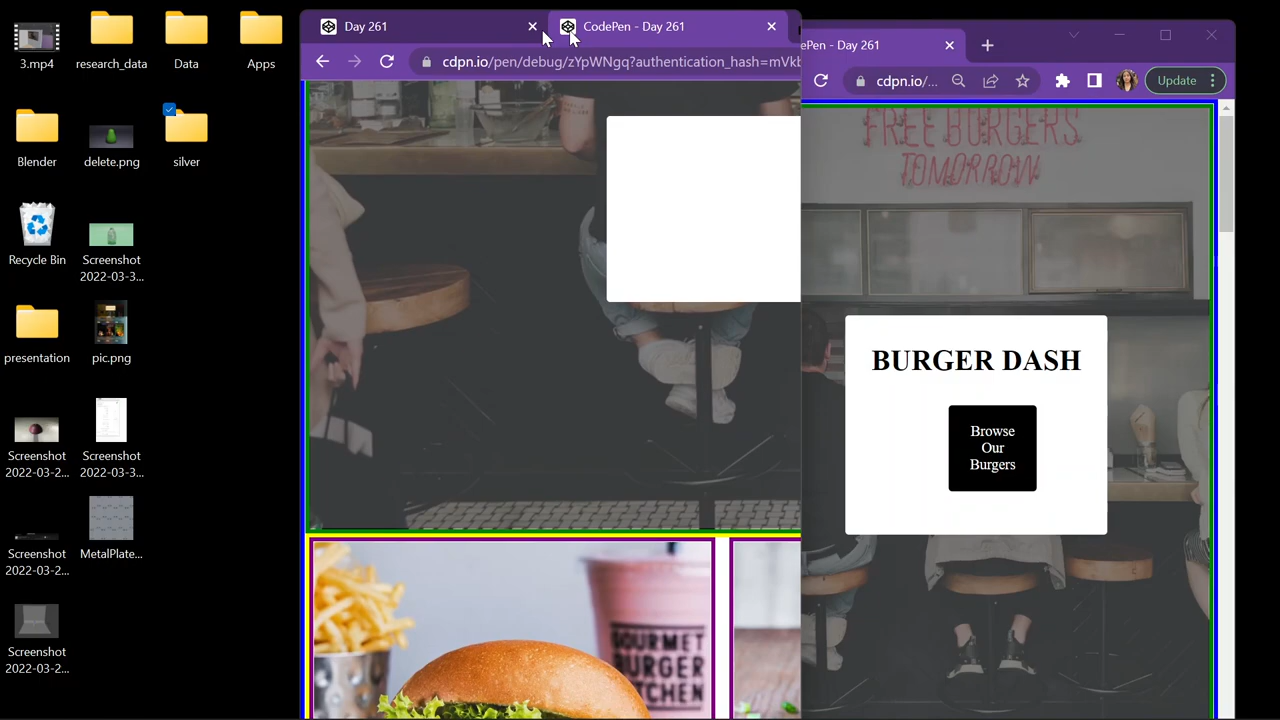 3.mp4
research_data
Data
Apps
Blender
delete.png
silver
Recycle Bin
Screenshot
2022-03-3...
presentation
pic.png
Screenshot
2022-03-2...
Screenshot
2022-03-3...
Screenshot
2022-03-2...
MetalPlate...
Screenshot
2022-03-2...
Day 261
CodePen - Day 261
cdpn.io/pen/debug/zYpWNgq?authentication_hash=mVkb
GOURMET
BURGER
KITCHEN
ePen - Day 261
cdpn.io/...
Update
FREE BURGERS
TOMORROW
BURGER DASH
Browse
Our
Burgers